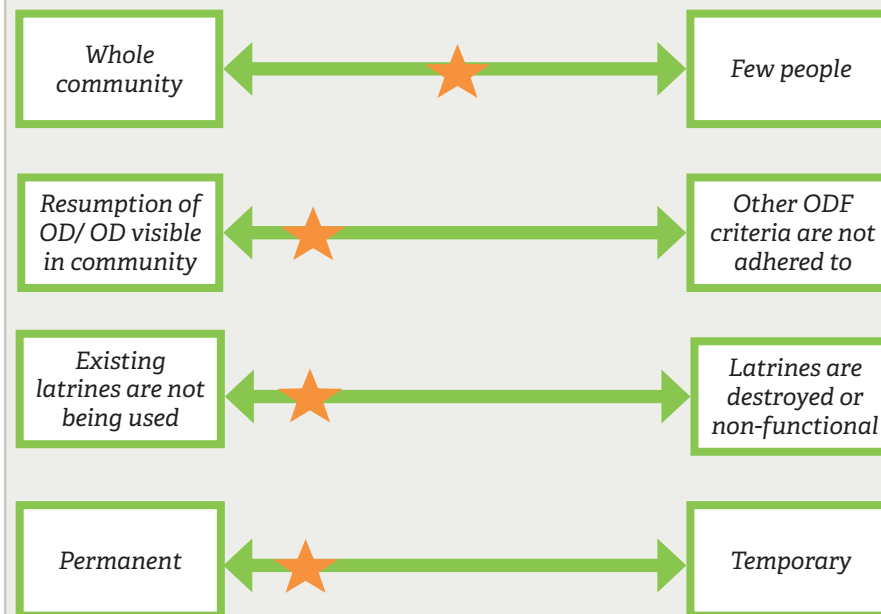 Whole
community
Few people
Resumption of
OD/ OD visible
in community
Other ODF
criteria are not
adhered to
Existing
latrines are not
being used
Latrines are
destroyed or
non-functional
Permanent
Temporary